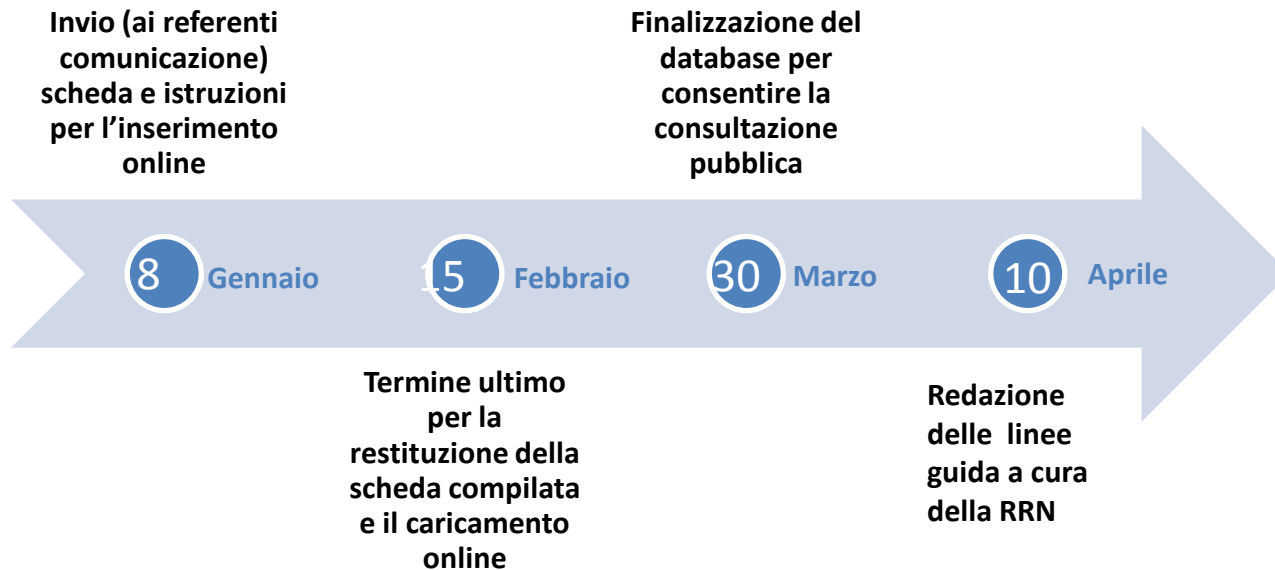 Invio (ai referenti
comunicazione)
scheda e istruzioni
per l’inserimento
online
Finalizzazione del
database per
consentire la
consultazione
pubblica
8 Gennaio
15 Febbraio
30 Marzo
10 Aprile
Termine ultimo
per la
restituzione della
scheda compilata
e il caricamento
online
Redazione
delle linee
guida a cura
della RRN